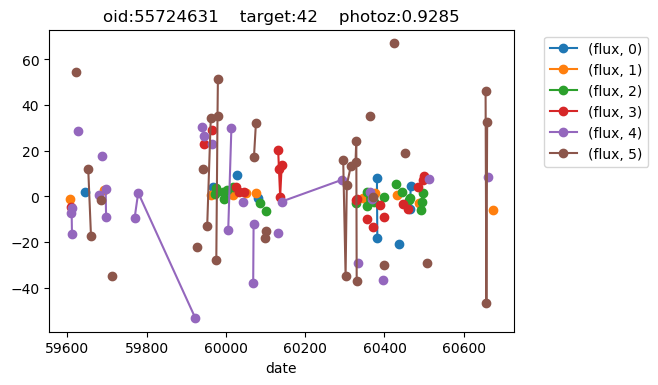 oid:55724631    target:42    photoz:0.9285
60
40
20
0
−20
−40
59600
59800
60000
60200
60400
60600
date
(flux, 0)
(flux, 1)
(flux, 2)
(flux, 3)
(flux, 4)
(flux, 5)